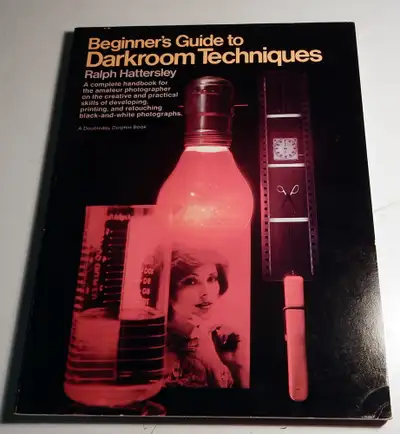 Beginner's Guide to
Darkroom Techniques
Ralph Hattersley
A complete handbook for
the amateur photographer
on the creative and practical
skills of developing,
printing, and retouching
black-and-white photographs.
A Doubleday Dolphin Book